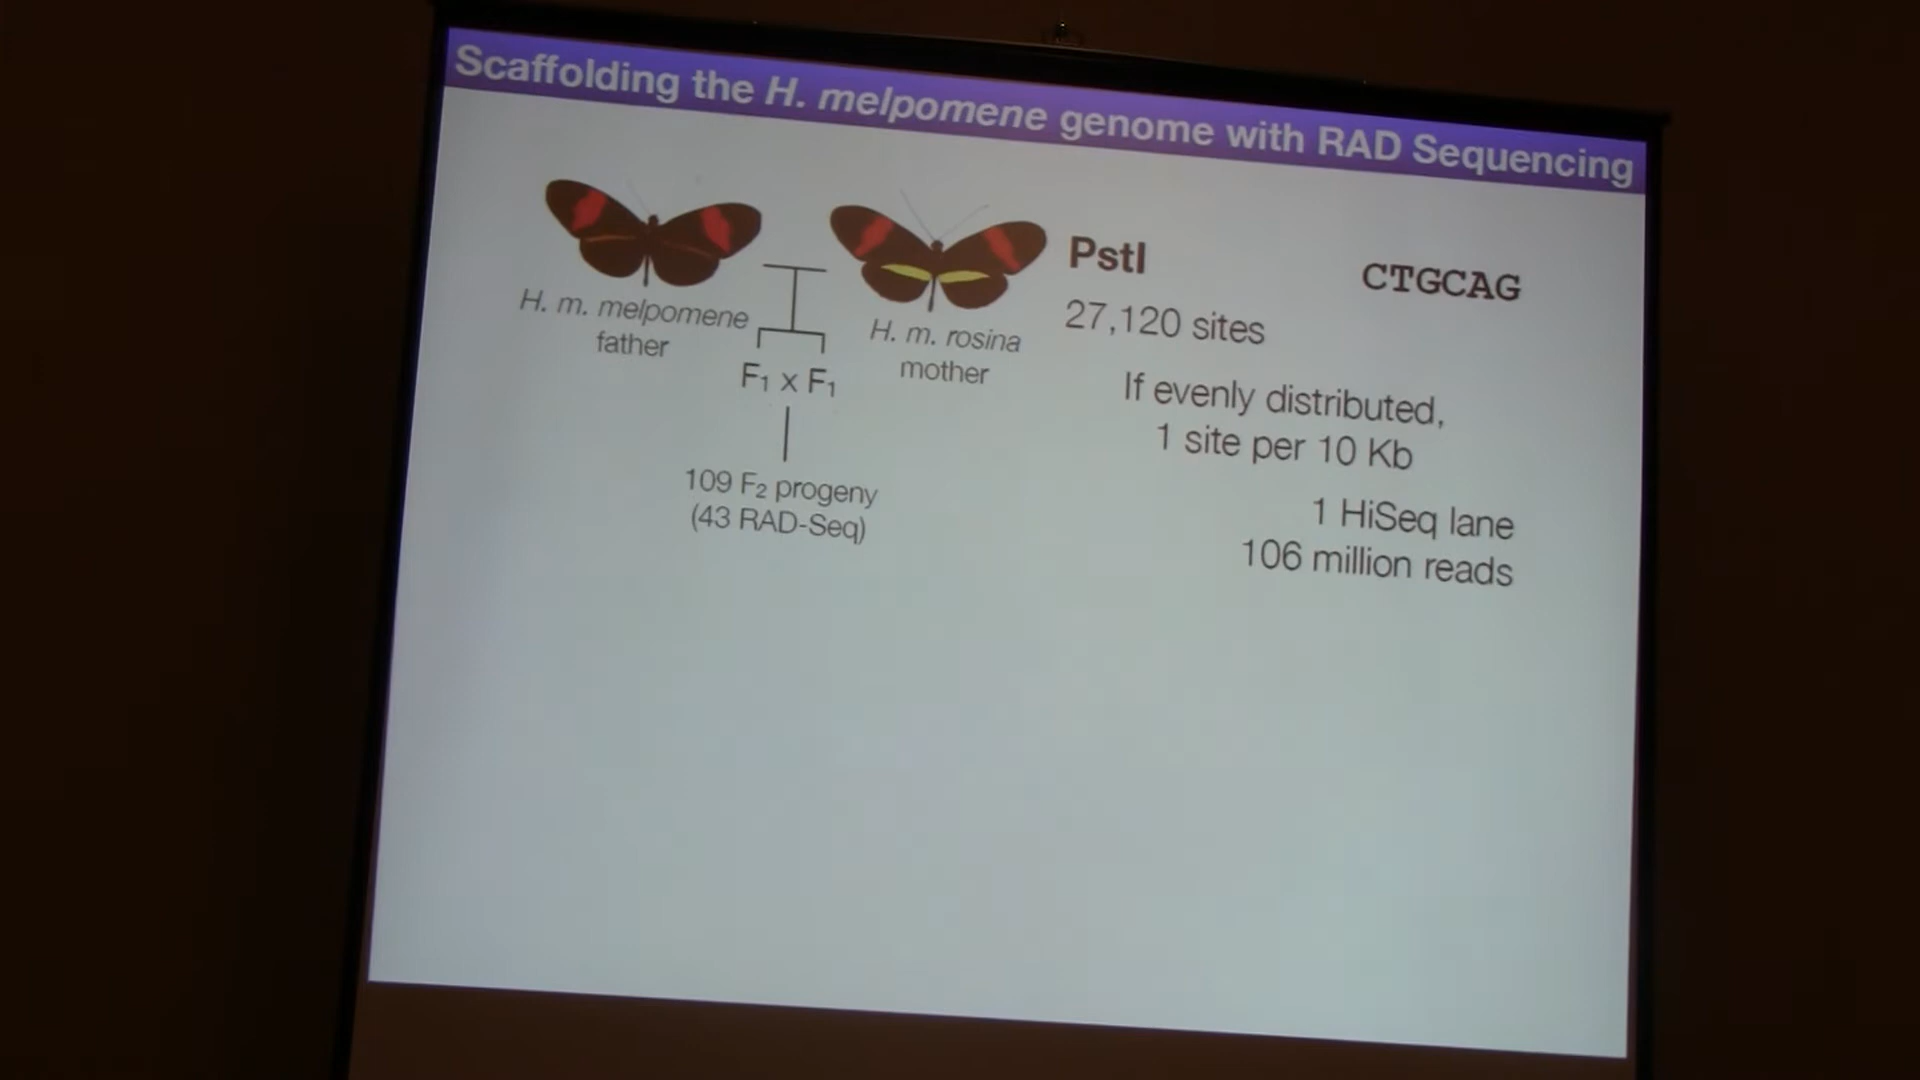 Scaffolding the H. melpomene genome with RAD Sequencing
H. m. melpomene
father
H. m. rosina
mother
F₁ x F₁
109 F₂ progeny
(43 RAD-Seq)
PstI
CTGCAG
27,120 sites
If evenly distributed,
1 site per 10 Kb
1 HiSeq lane
106 million reads